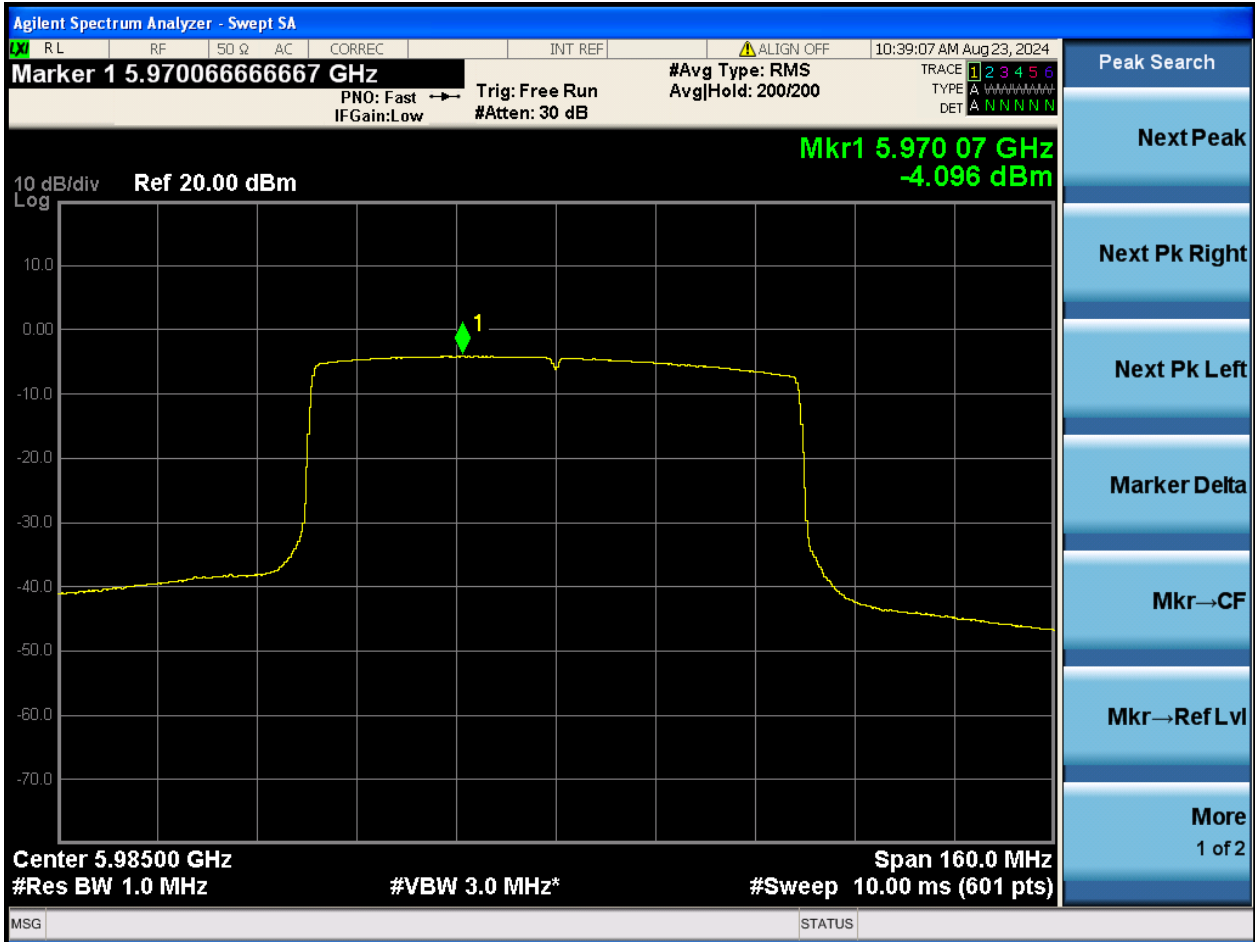 Agilent Spectrum Analyzer - Swept SA
LXI RL RF 50 Ω AC CORREC INT REF ALIGN OFF 10:39:07 AM Aug 23, 2024
Marker 1 5.970066666667 GHz
PNO: Fast
IFGain:Low
Trig: Free Run
#Atten: 30 dB
#Avg Type: RMS
Avg|Hold: 200/200
TRACE 1 2 3 4 5 6
TYPE A WWWWWW
DET A N N N N N
Mkr1 5.970 07 GHz
-4.096 dBm
10 dB/div Ref 20.00 dBm
Log
10.0
0.00
1
-10.0
-20.0
-30.0
-40.0
-50.0
-60.0
-70.0
Center 5.98500 GHz Span 160.0 MHz
#Res BW 1.0 MHz #VBW 3.0 MHz* #Sweep 10.00 ms (601 pts)
MSG STATUS
Peak Search
Next Peak
Next Pk Right
Next Pk Left
Marker Delta
Mkr→CF
Mkr→Ref Lvl
More
1 of 2